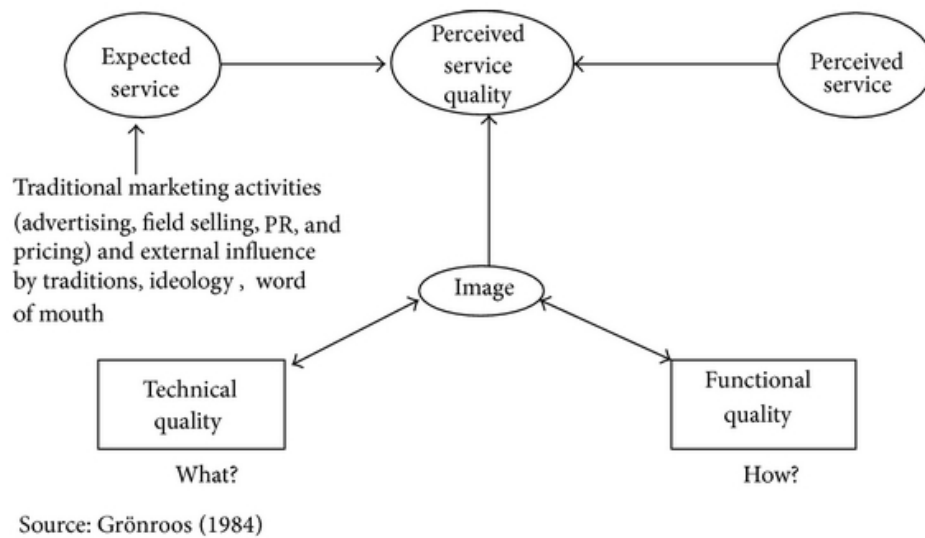 Expected
service
Perceived
service
quality
Perceived
service
Traditional marketing activities
(advertising, field selling, PR, and
pricing) and external influence
by traditions, ideology , word
of mouth
Image
Technical
quality
Functional
quality
What?
How?
Source: Grönroos (1984)